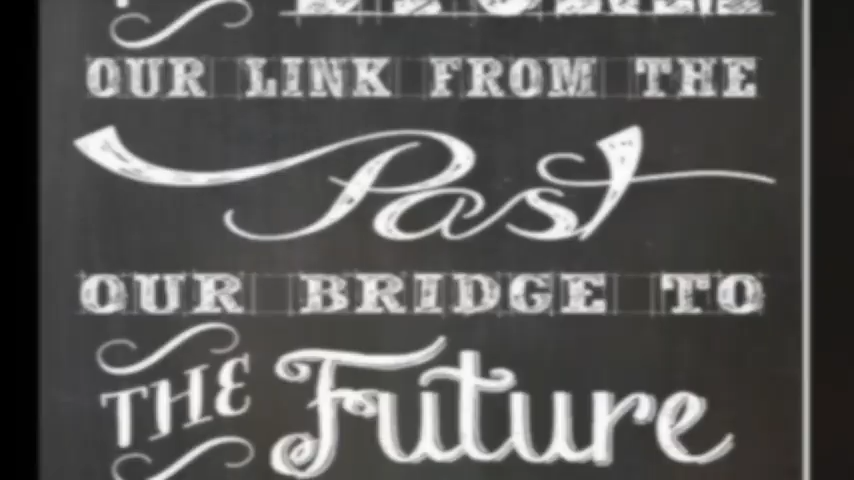 OUR LINK FROM THE
Past
OUR BRIDGE TO
THE Future